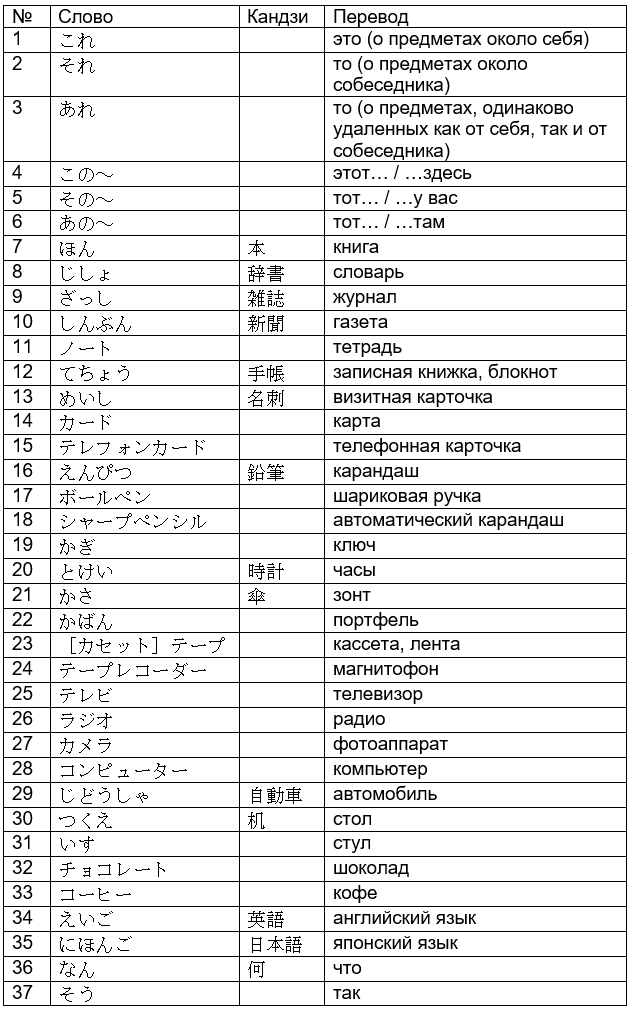 № Слово Кандзи Перевод
1 これ это (о предметах около себя)
2 それ то (о предметах около
собеседника)
3 あれ то (о предметах, одинаково
удаленных как от себя, так и от
собеседника)
4 この～ этот… / …здесь
5 その～ тот… / …у вас
6 あの～ тот… / …там
7 ほん 本 книга
8 じしょ 辞書 словарь
9 ざっし 雑誌 журнал
10 しんぶん 新聞 газета
11 ノート тетрадь
12 てちょう 手帳 записная книжка, блокнот
13 めいし 名刺 визитная карточка
14 カード карта
15 テレフォンカード телефонная карточка
16 えんぴつ 鉛筆 карандаш
17 ボールペン шариковая ручка
18 シャープペンシル автоматический карандаш
19 かぎ ключ
20 とけい 時計 часы
21 かさ 傘 зонт
22 かばん портфель
23 ［カセット］テープ кассета, лента
24 テープレコーダー магнитофон
25 テレビ телевизор
26 ラジオ радио
27 カメラ фотоаппарат
28 コンピューター компьютер
29 じどうしゃ 自動車 автомобиль
30 つくえ 机 стол
31 いす стул
32 チョコレート шоколад
33 コーヒー кофе
34 えいご 英語 английский язык
35 にほんご 日本語 японский язык
36 なん 何 что
37 そう так